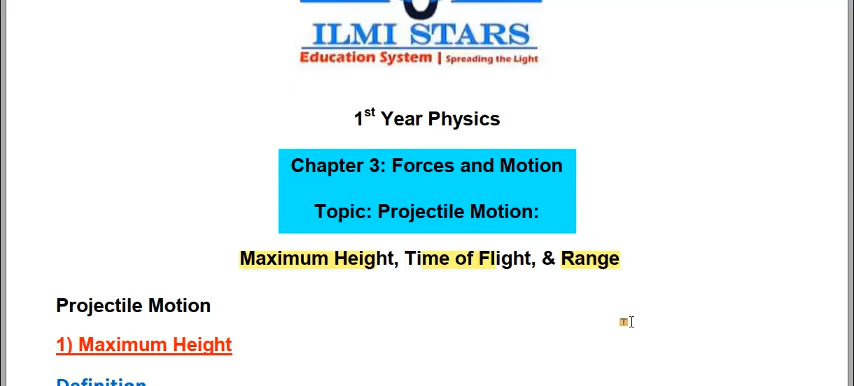 ILMI STARS
Education System | Spreading the Light
1st Year Physics
Chapter 3: Forces and Motion
Topic: Projectile Motion:
Maximum Height, Time of Flight, & Range
Projectile Motion
1) Maximum Height
Definition